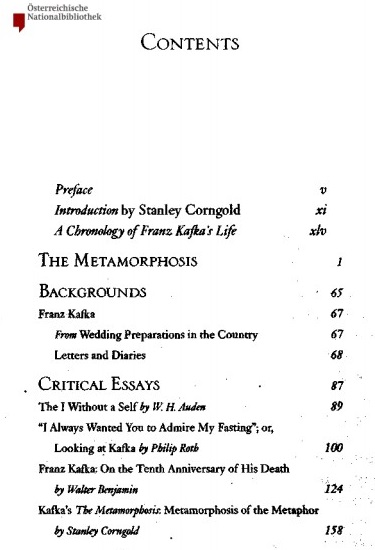 Österreichische
Nationalbibliothek
CONTENTS
Preface v
Introduction by Stanley Corngold xi
A Chronology of Franz Kafka's Life xlv
THE METAMORPHOSIS 1
BACKGROUNDS 65
Franz Kafka 67
From Wedding Preparations in the Country 67
Letters and Diaries 68
CRITICAL ESSAYS 87
The I Without a Self by W. H. Auden 89
"I Always Wanted You to Admire My Fasting"; or,
Looking at Kafka by Philip Roth 100
Franz Kafka: On the Tenth Anniversary of His Death
by Walter Benjamin 124
Kafka's The Metamorphosis: Metamorphosis of the Metaphor
by Stanley Corngold 158